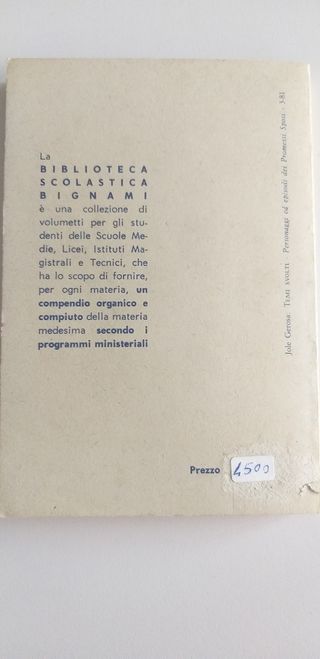 La
BIBLIOTECA
SCOLASTICA
BIGNAMI
è una collezione di
volumetti per gli stu-
denti delle Scuole Me-
die, Licei, Istituti Ma-
gistrali e Tecnici, che
ha lo scopo di fornire,
per ogni materia, un
compendio organico e
compiuto della materia
medesima secondo i
programmi ministeriali
Jole Gerosa. TEMI SVOLTI - Personaggi ed episodi dei Promessi Sposi - 5-81
Prezzo 4500